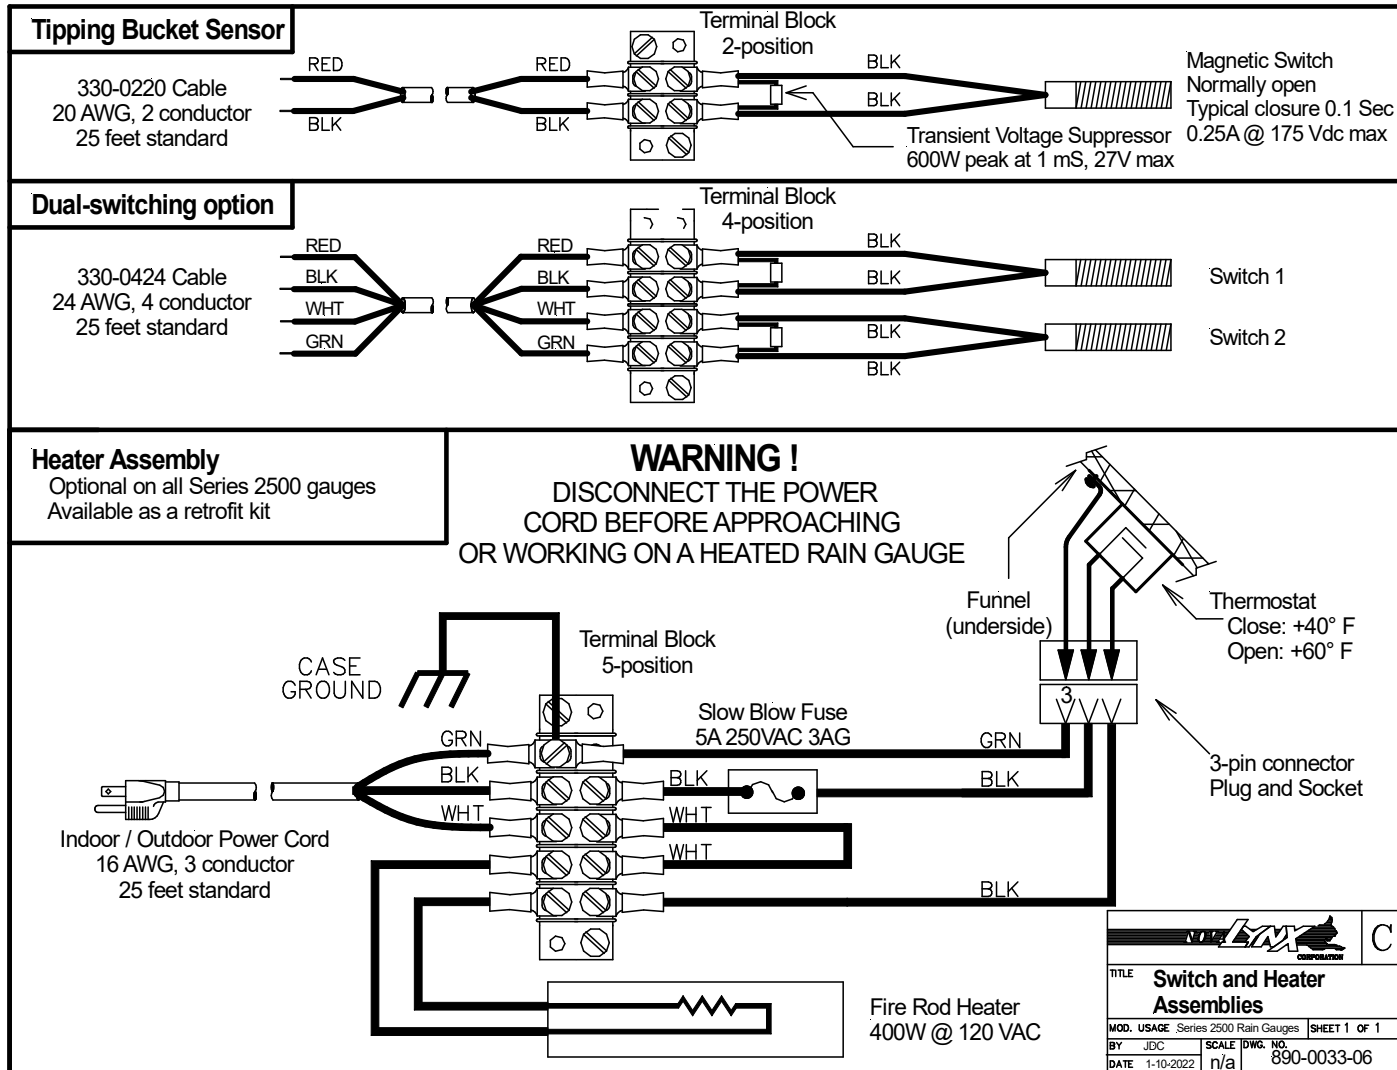 Tipping Bucket Sensor
330-0220 Cable
20 AWG, 2 conductor
25 feet standard
RED
BLK
RED
BLK
Terminal Block
2-position
BLK
BLK
Transient Voltage Suppressor
600W peak at 1 mS, 27V max
Magnetic Switch
Normally open
Typical closure 0.1 Sec
0.25A @ 175 Vdc max
Dual-switching option
330-0424 Cable
24 AWG, 4 conductor
25 feet standard
RED
BLK
WHT
GRN
RED
BLK
WHT
GRN
Terminal Block
4-position
BLK
BLK
BLK
BLK
Switch 1
Switch 2
Heater Assembly
Optional on all Series 2500 gauges
Available as a retrofit kit
WARNING !
DISCONNECT THE POWER
CORD BEFORE APPROACHING
OR WORKING ON A HEATED RAIN GAUGE
Funnel
(underside)
Thermostat
Close: +40° F
Open: +60° F
3
3-pin connector
Plug and Socket
CASE
GROUND
Terminal Block
5-position
Slow Blow Fuse
5A 250VAC 3AG
GRN
BLK
WHT
BLK
WHT
WHT
GRN
BLK
BLK
Indoor / Outdoor Power Cord
16 AWG, 3 conductor
25 feet standard
Fire Rod Heater
400W @ 120 VAC
NOVA LYNX
CORPORATION
C
TITLE
Switch and Heater
Assemblies
MOD. USAGE Series 2500 Rain Gauges SHEET 1 OF 1
BY JDC
DATE 1-10-2022
SCALE
n/a
DWG. NO.
890-0033-06